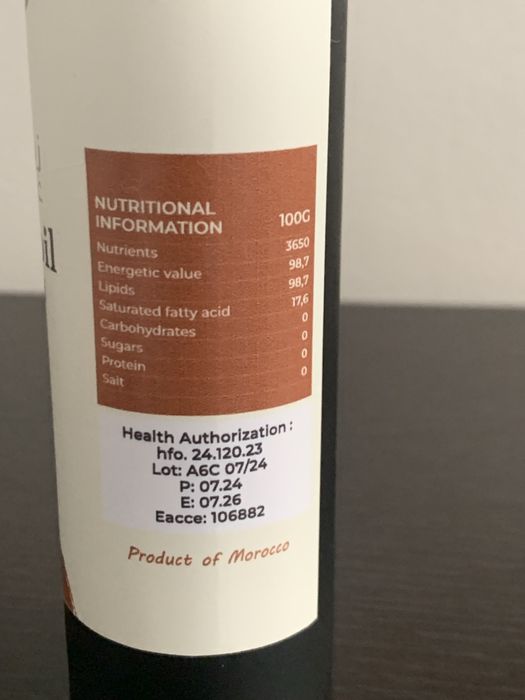 il
NUTRITIONAL
INFORMATION 100G
Nutrients 3650
Energetic value 98,7
Lipids 98,7
Saturated fatty acid 17,6
Carbohydrates 0
Sugars 0
Protein 0
Salt 0
Health Authorization :
hfo. 24.120.23
Lot: A6C 07/24
P: 07.24
E: 07.26
Eacce: 106882
Product of Morocco